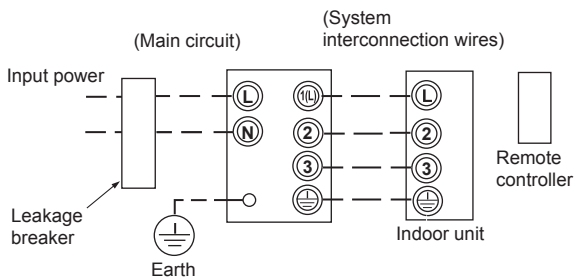 (System
interconnection wires)
(Main circuit)
Input power
L
1(L)
L
N
2
2
3
3
Remote
controller
Leakage
breaker
Indoor unit
Earth